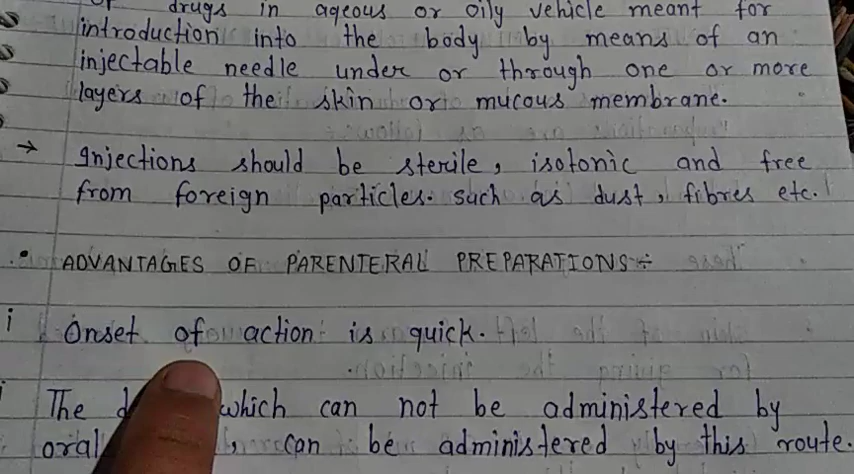 drugs in aqeous or oily vehicle meant for
introduction into the body by means of an
injectable needle under or through one or more
layers of the skin or mucous membrane.
→ Injections should be sterile, isotonic and free
from foreign particles. such as dust, fibres etc.
• ADVANTAGES OF PARENTERAL PREPARATIONS÷
i Onset of action is quick.
The which can not be administered by
oral , can be administered by this route.